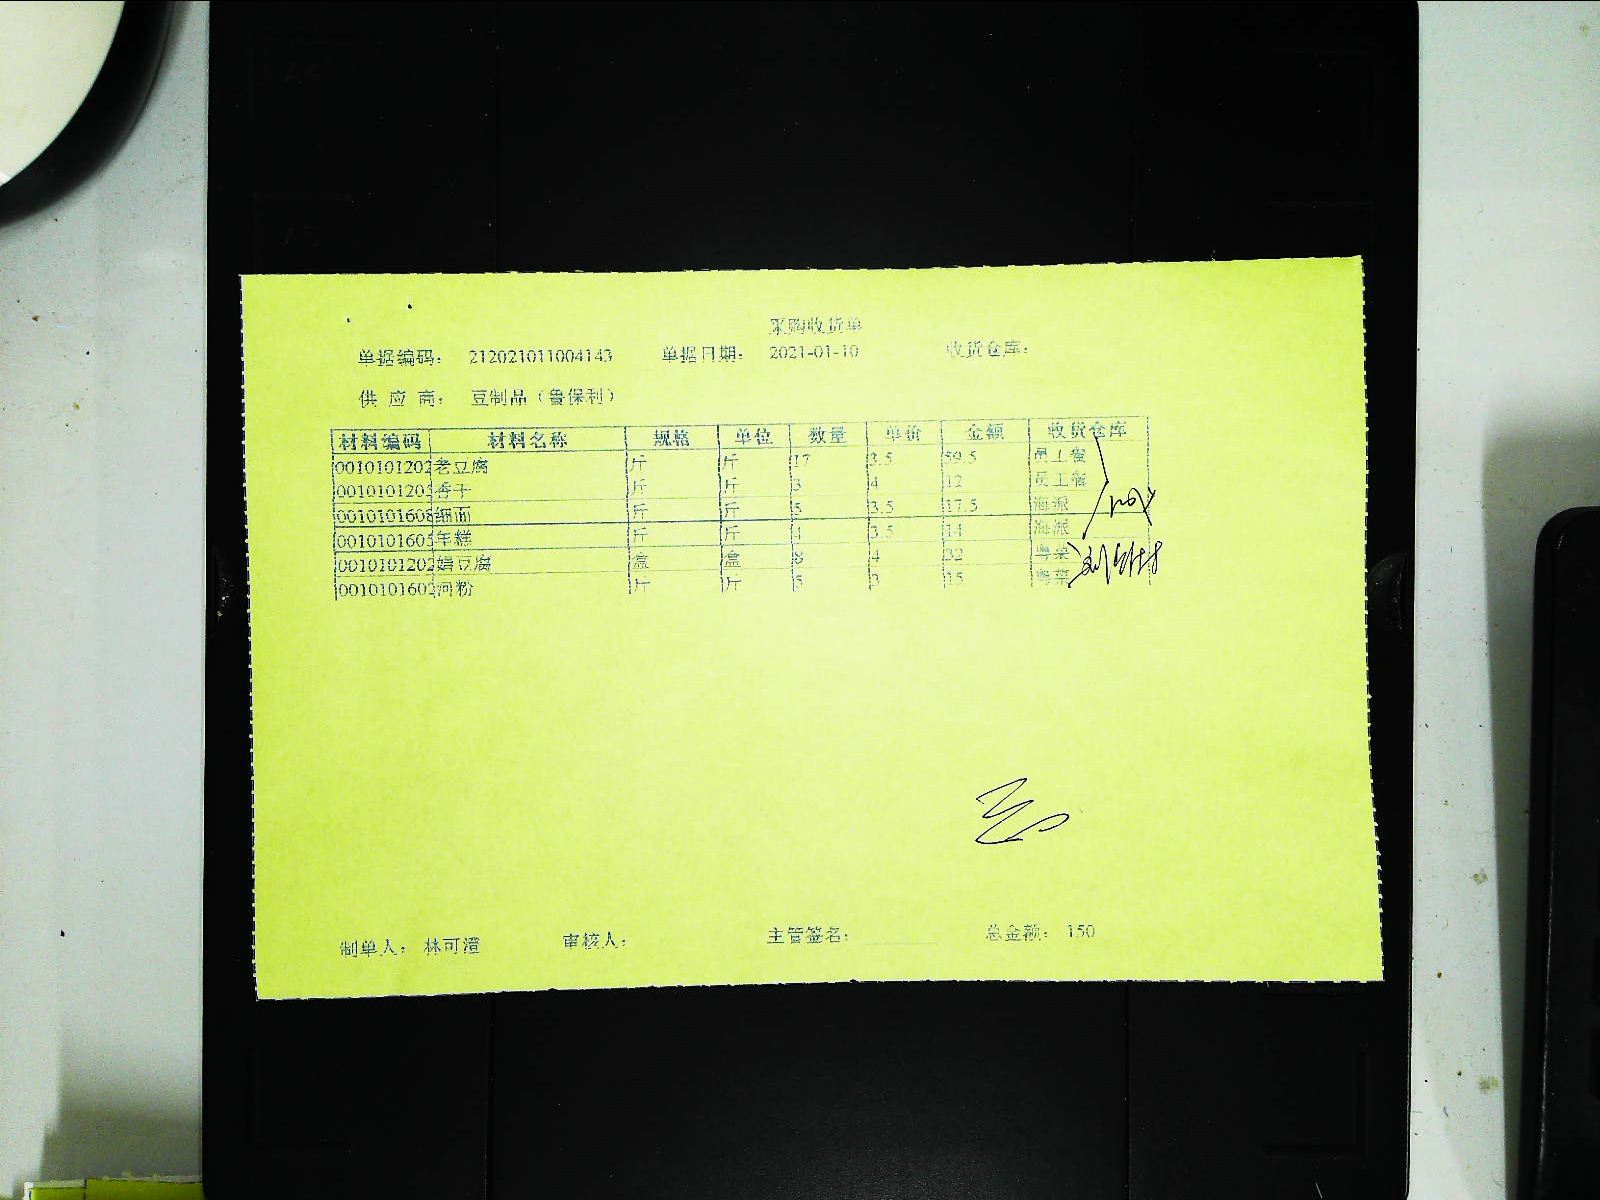 采购收货单
单据编码： 212021011004143 单据日期： 2021-01-10 收货仓库：
供 应 商： 豆制品（鲁保利）
材料编码 材料名称 规格 单位 数量 单价 金额 收货仓库
0010101202 老豆腐 斤 斤 17 3.5 59.5 员工餐
001010120 香干 斤 斤 3 4 12 员工餐
0010101608 细面 斤 斤 5 3.5 17.5 海派
0010101605 年糕 斤 斤 4 3.5 14 海派
0010101202 娟豆腐 盒 盒 8 4 32 粤菜
0010101602 河粉 斤 斤 5 3 15 粤菜
制单人： 林可澶 审核人： 主管签名： 总金额： 150